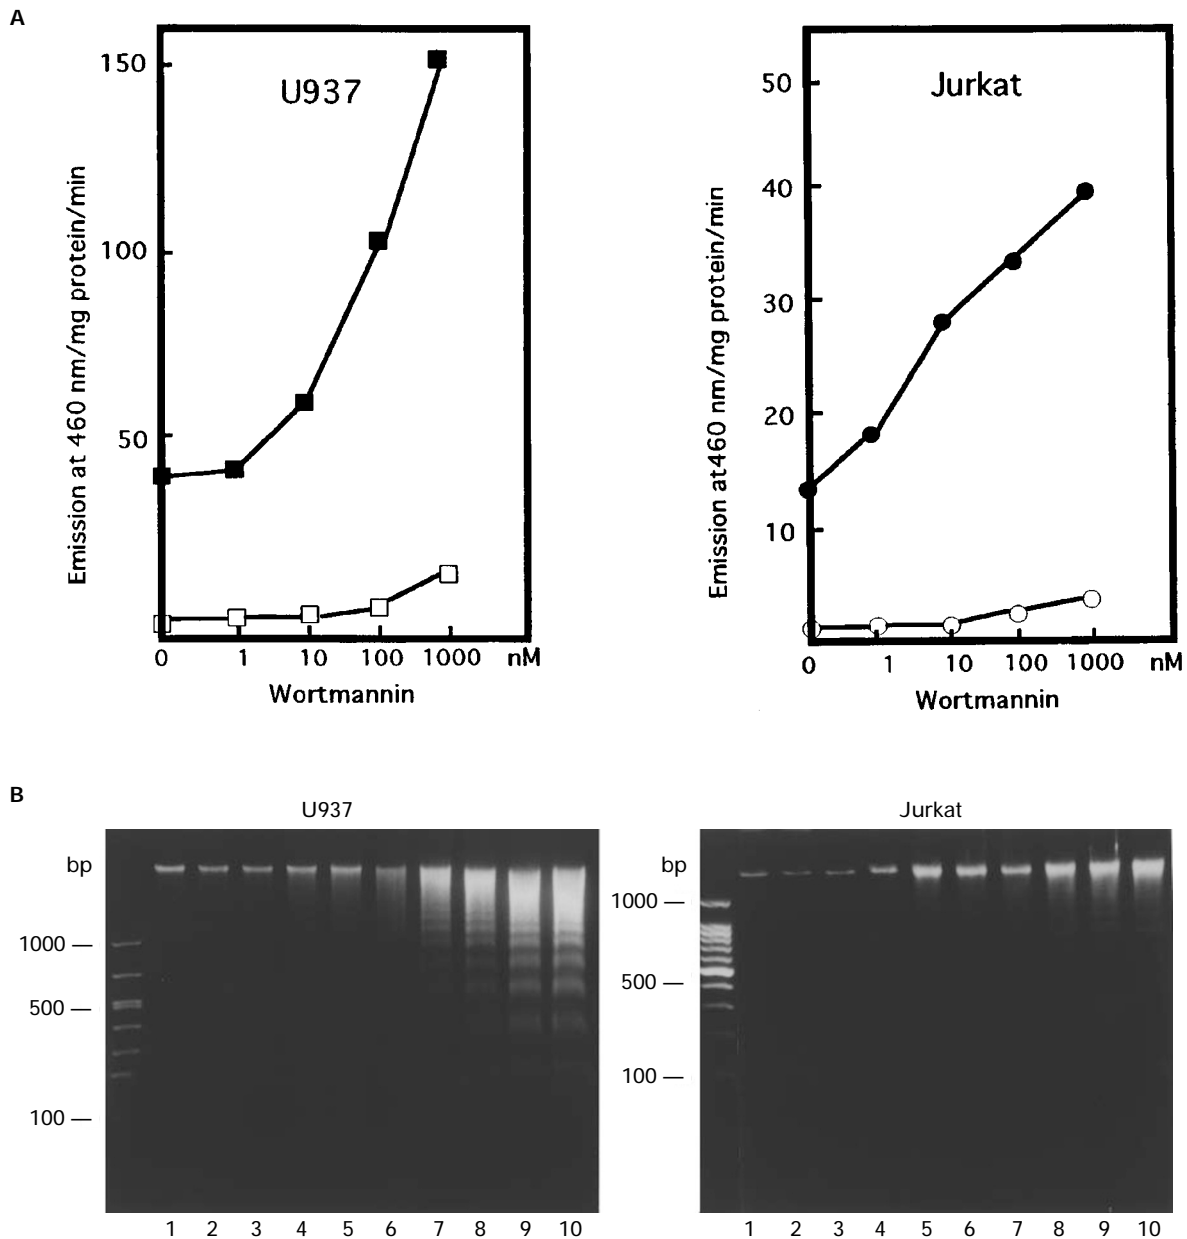 A
U937
150
100
50
Emission at 460 nm/mg protein/min
0 1 10 100 1000 nM
Wortmannin
Jurkat
50
40
30
20
10
Emission at460 nm/mg protein/min
0 1 10 100 1000 nM
Wortmannin
B
U937
bp
1000 —
500 —
100 —
1 2 3 4 5 6 7 8 9 10
Jurkat
bp
1000 —
500 —
100 —
1 2 3 4 5 6 7 8 9 10